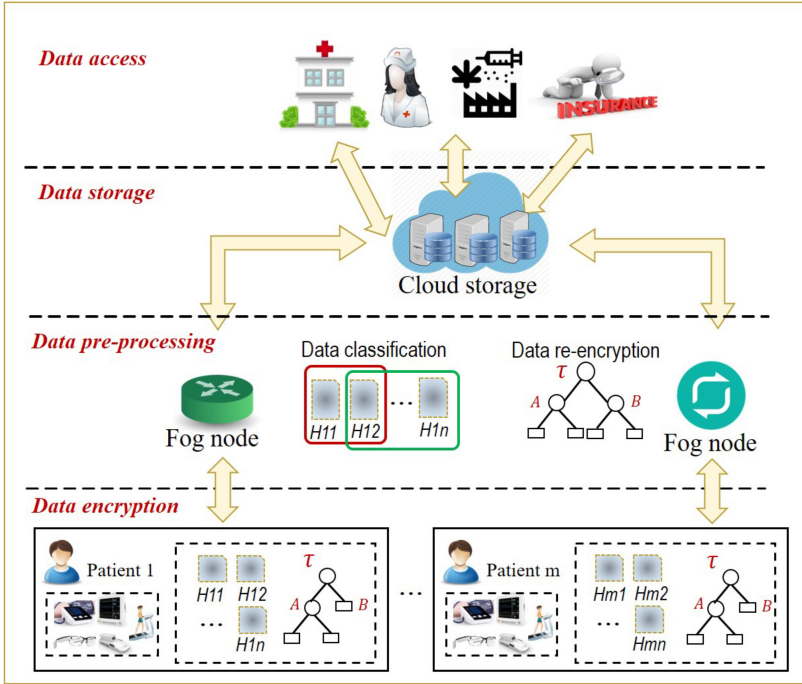 Data access
INSURANCE
Data storage
Cloud storage
Data pre-processing
Data classification
Data re-encryption
τ
A
B
H11
H12
...
H1n
Fog node
Fog node
Data encryption
Patient 1
H11
H12
...
H1n
τ
A
B
...
Patient m
Hm1
Hm2
...
Hmn
τ
A
B